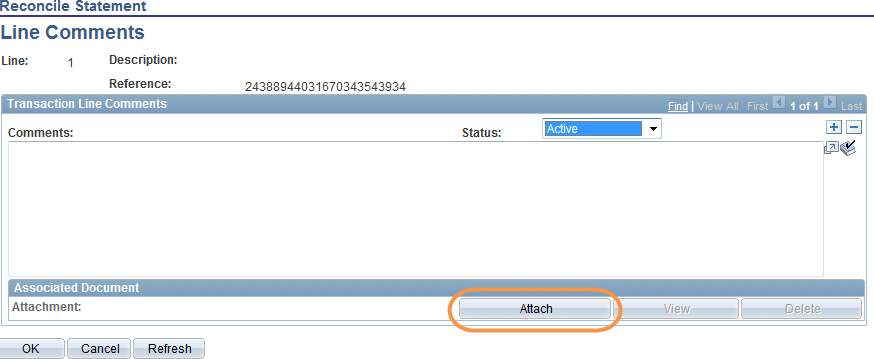 Reconcile Statement
Line Comments
Line: 1 Description:
Reference: 24388944031670343543934
Transaction Line Comments Find | View All First 1 of 1 Last
Comments: Status: Active
Associated Document
Attachment: Attach View Delete
OK Cancel Refresh